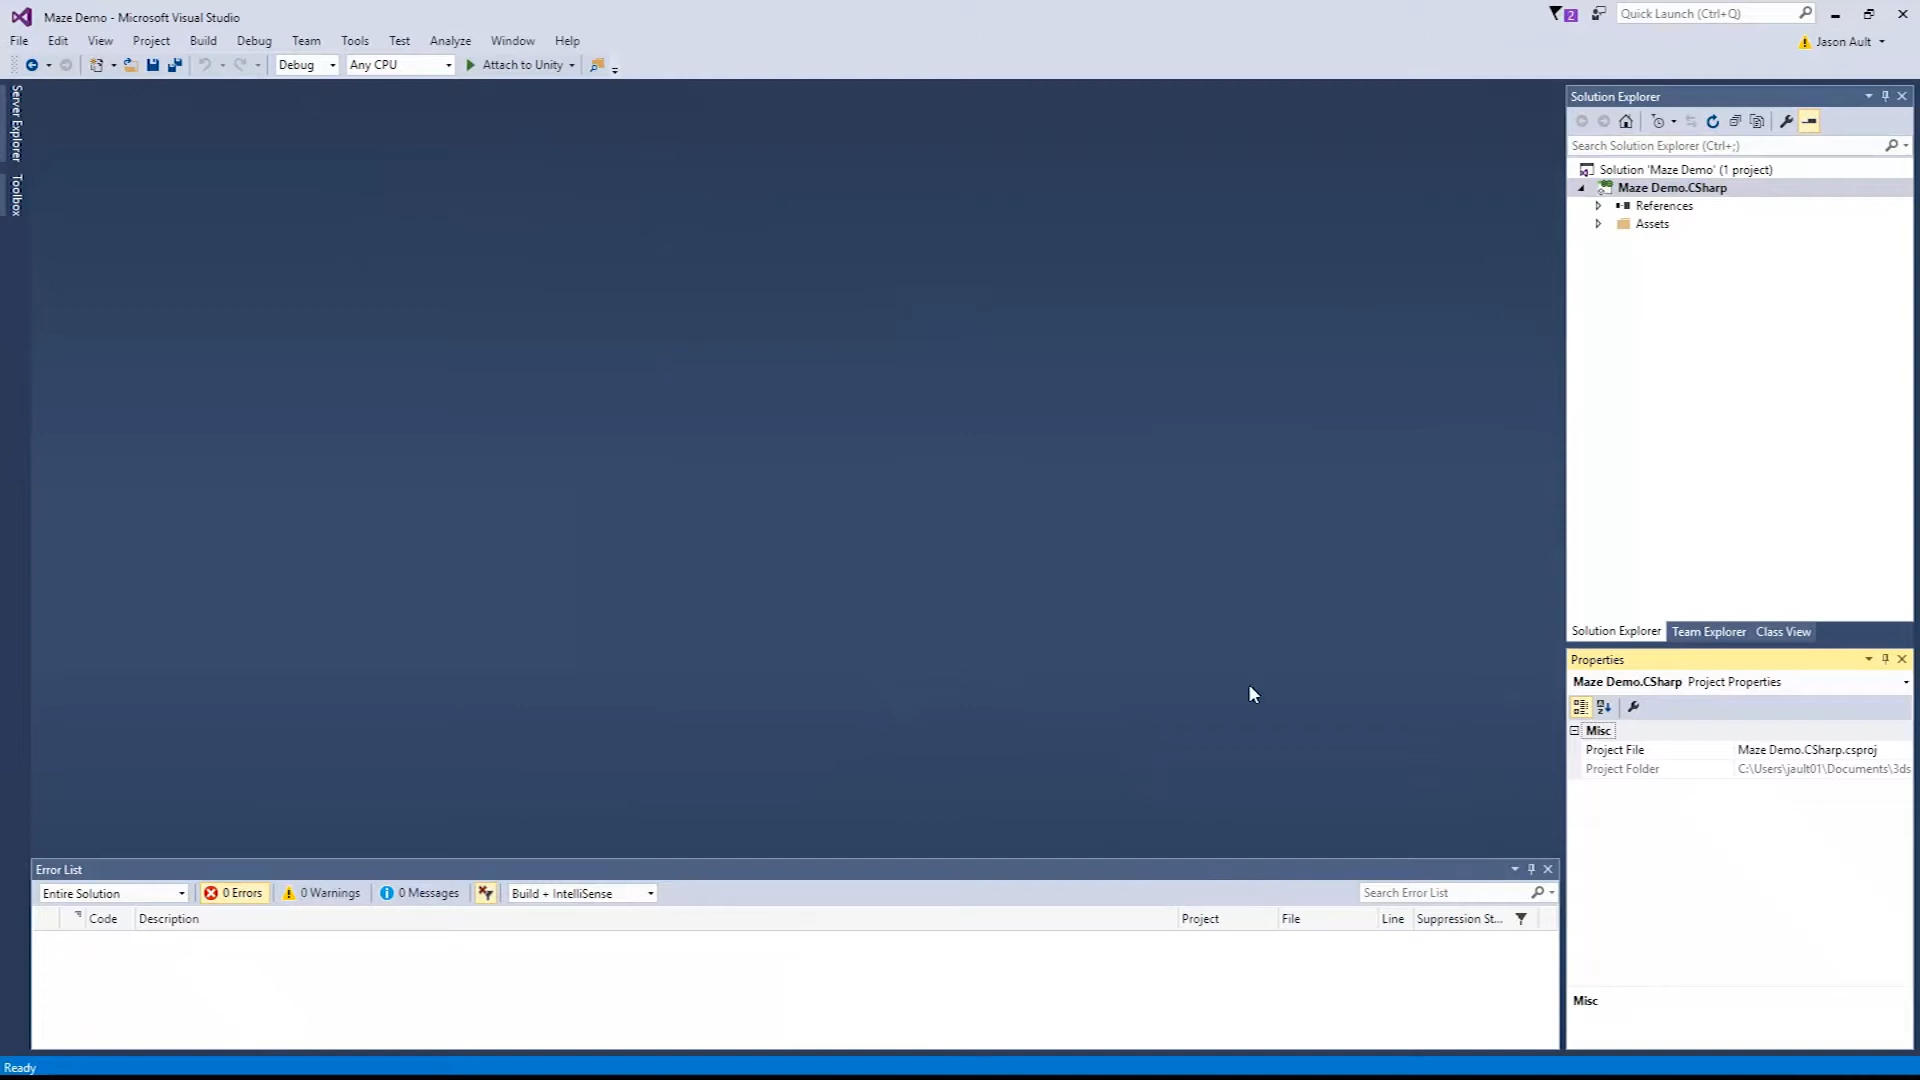 Maze Demo - Microsoft Visual Studio
2
Quick Launch (Ctrl+Q)
File Edit View Project Build Debug Team Tools Test Analyze Window Help
Jason Ault
Debug Any CPU Attach to Unity
Server Explorer
Toolbox
Solution Explorer
Search Solution Explorer (Ctrl+;)
Solution 'Maze Demo' (1 project)
Maze Demo.CSharp
References
Assets
Solution Explorer Team Explorer Class View
Properties
Maze Demo.CSharp Project Properties
Misc
Project File Maze Demo.CSharp.csproj
Project Folder C:\Users\jault01\Documents\3ds
Misc
Error List
Entire Solution 0 Errors 0 Warnings 0 Messages Build + IntelliSense Search Error List
Code Description Project File Line Suppression St...
Ready